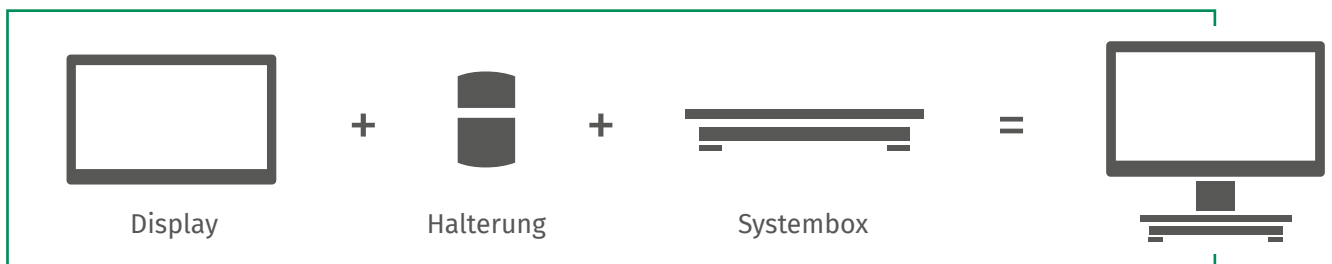 + + =
Display Halterung Systembox